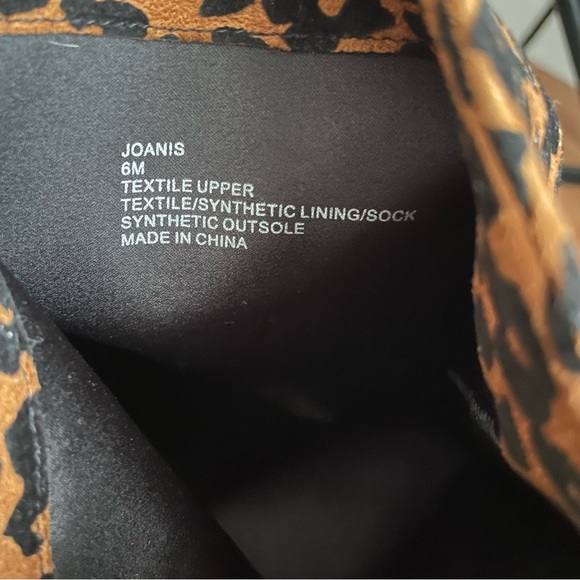 JOANIS
6M
TEXTILE UPPER
TEXTILE/SYNTHETIC LINING/SOCK
SYNTHETIC OUTSOLE
MADE IN CHINA